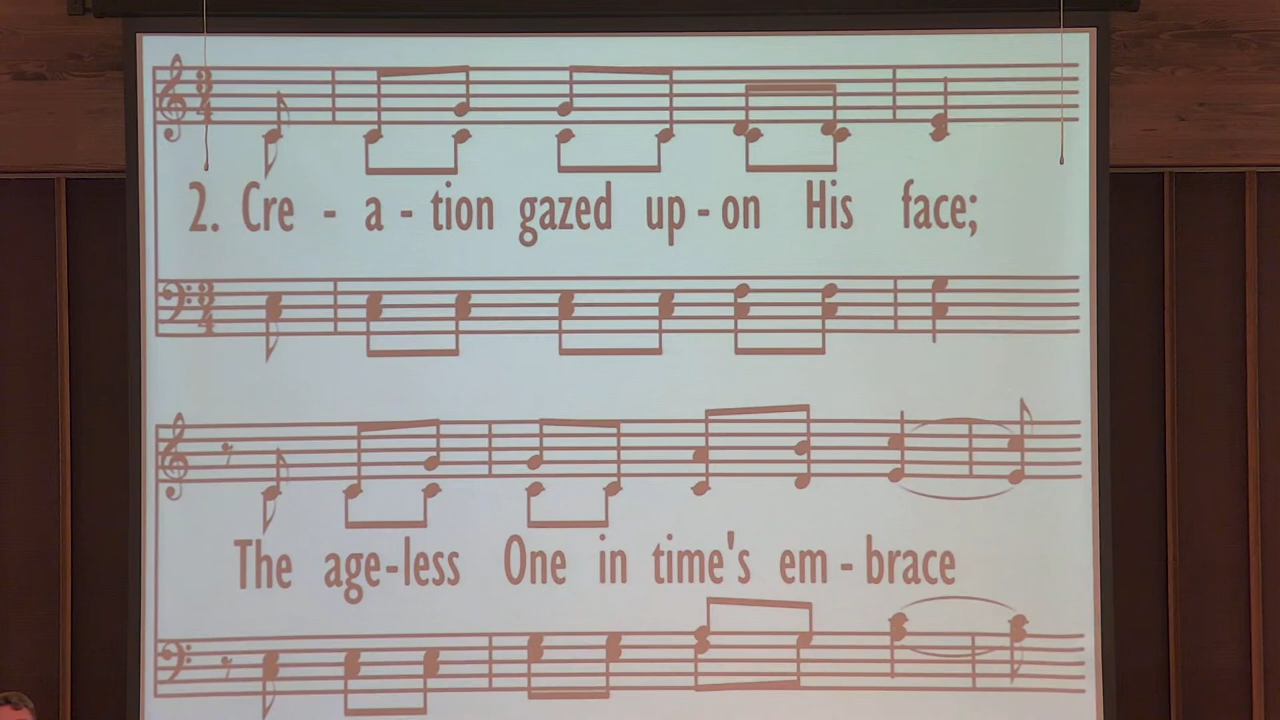 2. Cre - a - tion gazed up - on His face;
The age - less One in time's em - brace